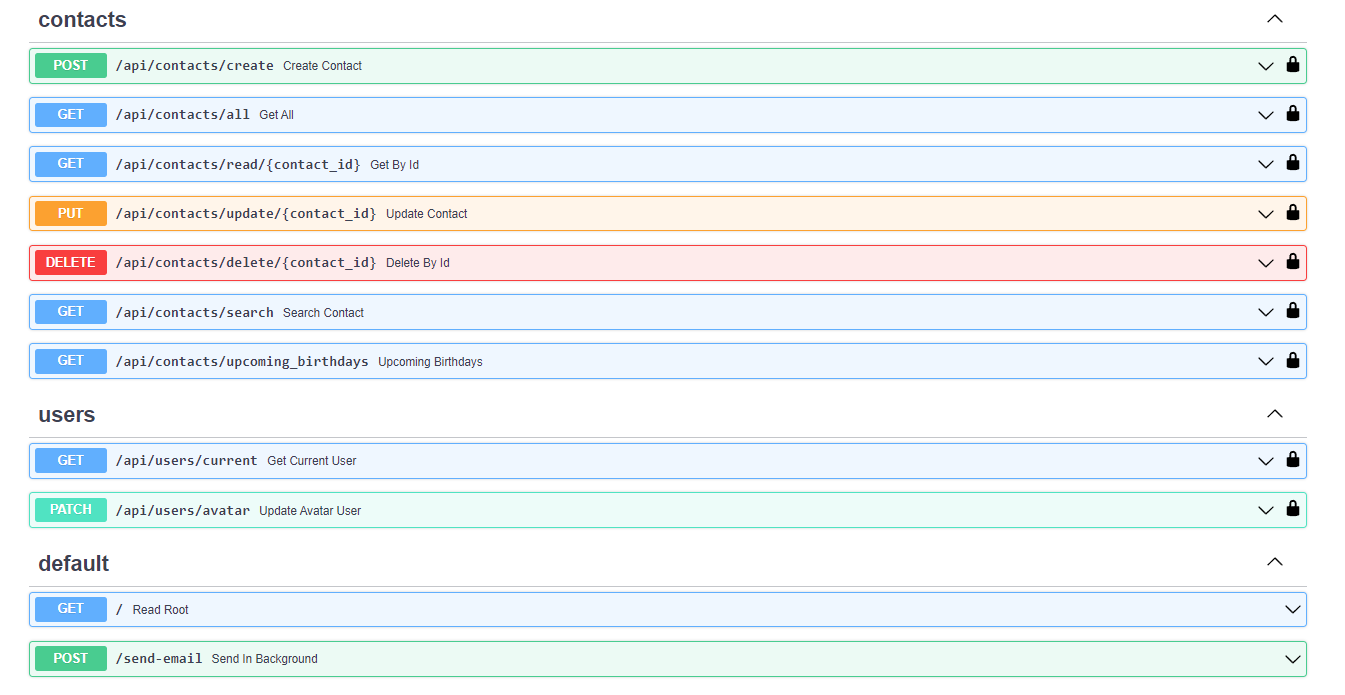 contacts
POST /api/contacts/create Create Contact
GET /api/contacts/all Get All
GET /api/contacts/read/{contact_id} Get By Id
PUT /api/contacts/update/{contact_id} Update Contact
DELETE /api/contacts/delete/{contact_id} Delete By Id
GET /api/contacts/search Search Contact
GET /api/contacts/upcoming_birthdays Upcoming Birthdays
users
GET /api/users/current Get Current User
PATCH /api/users/avatar Update Avatar User
default
GET / Read Root
POST /send-email Send In Background